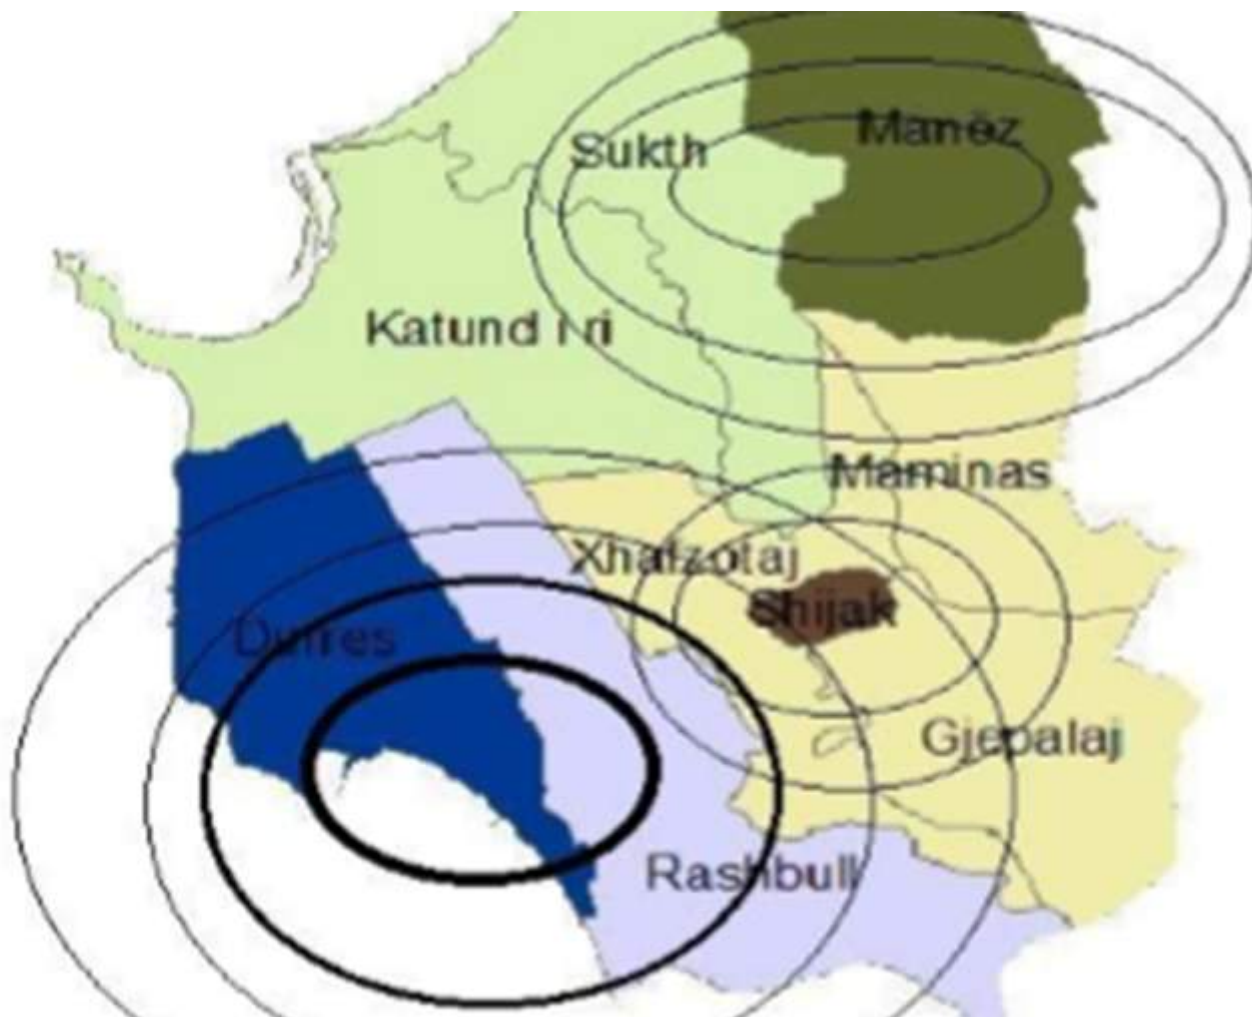 Manëz
Sukth
Katund i ri
Maminas
Xhafzotaj
Shijak
Durres
Gjepalaj
Rashbull